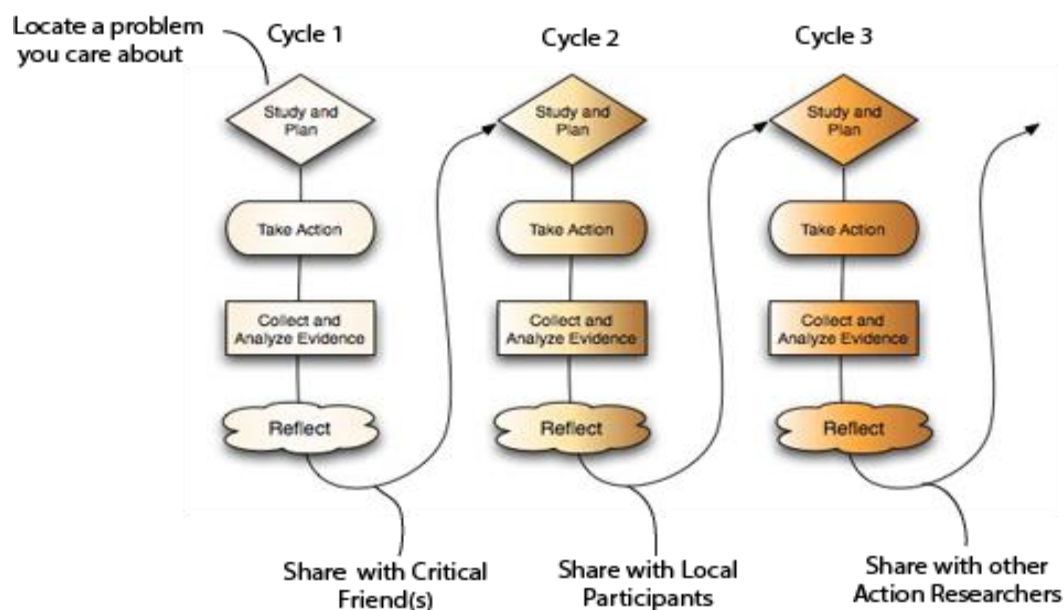 Locate a problem
you care about
Cycle 1
Cycle 2
Cycle 3
Study and
Plan
Study and
Plan
Study and
Plan
Take Action
Take Action
Take Action
Collect and
Analyze Evidence
Collect and
Analyze Evidence
Collect and
Analyze Evidence
Reflect
Reflect
Reflect
Share with Critical
Friend(s)
Share with Local
Participants
Share with other
Action Researchers